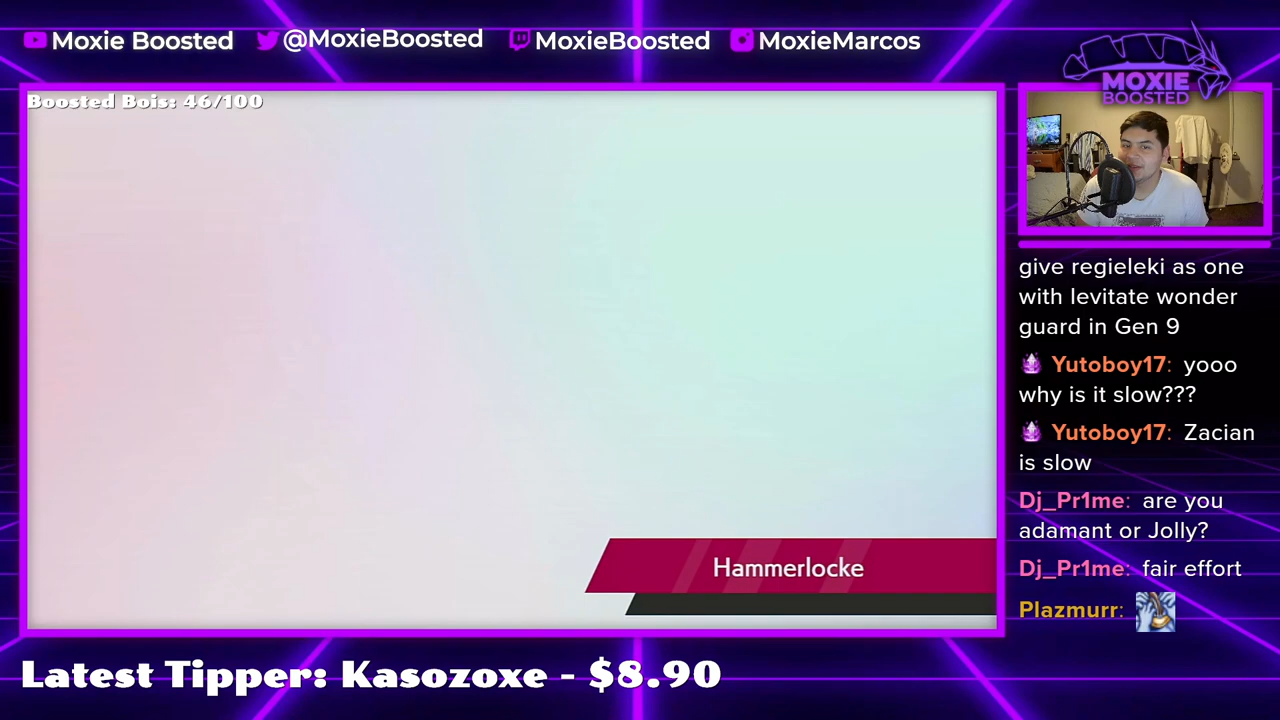 Moxie Boosted @MoxieBoosted MoxieBoosted MoxieMarcos
MOXIE
BOOSTED
Boosted Bois: 46/100
give regieleki as one
with levitate wonder
guard in Gen 9
Yutoboy17: yooo
why is it slow???
Yutoboy17: Zacian
is slow
Dj_Pr1me: are you
adamant or Jolly?
Dj_Pr1me: fair effort
Plazmurr:
Hammerlocke
Latest Tipper: Kasozoxe - $8.90